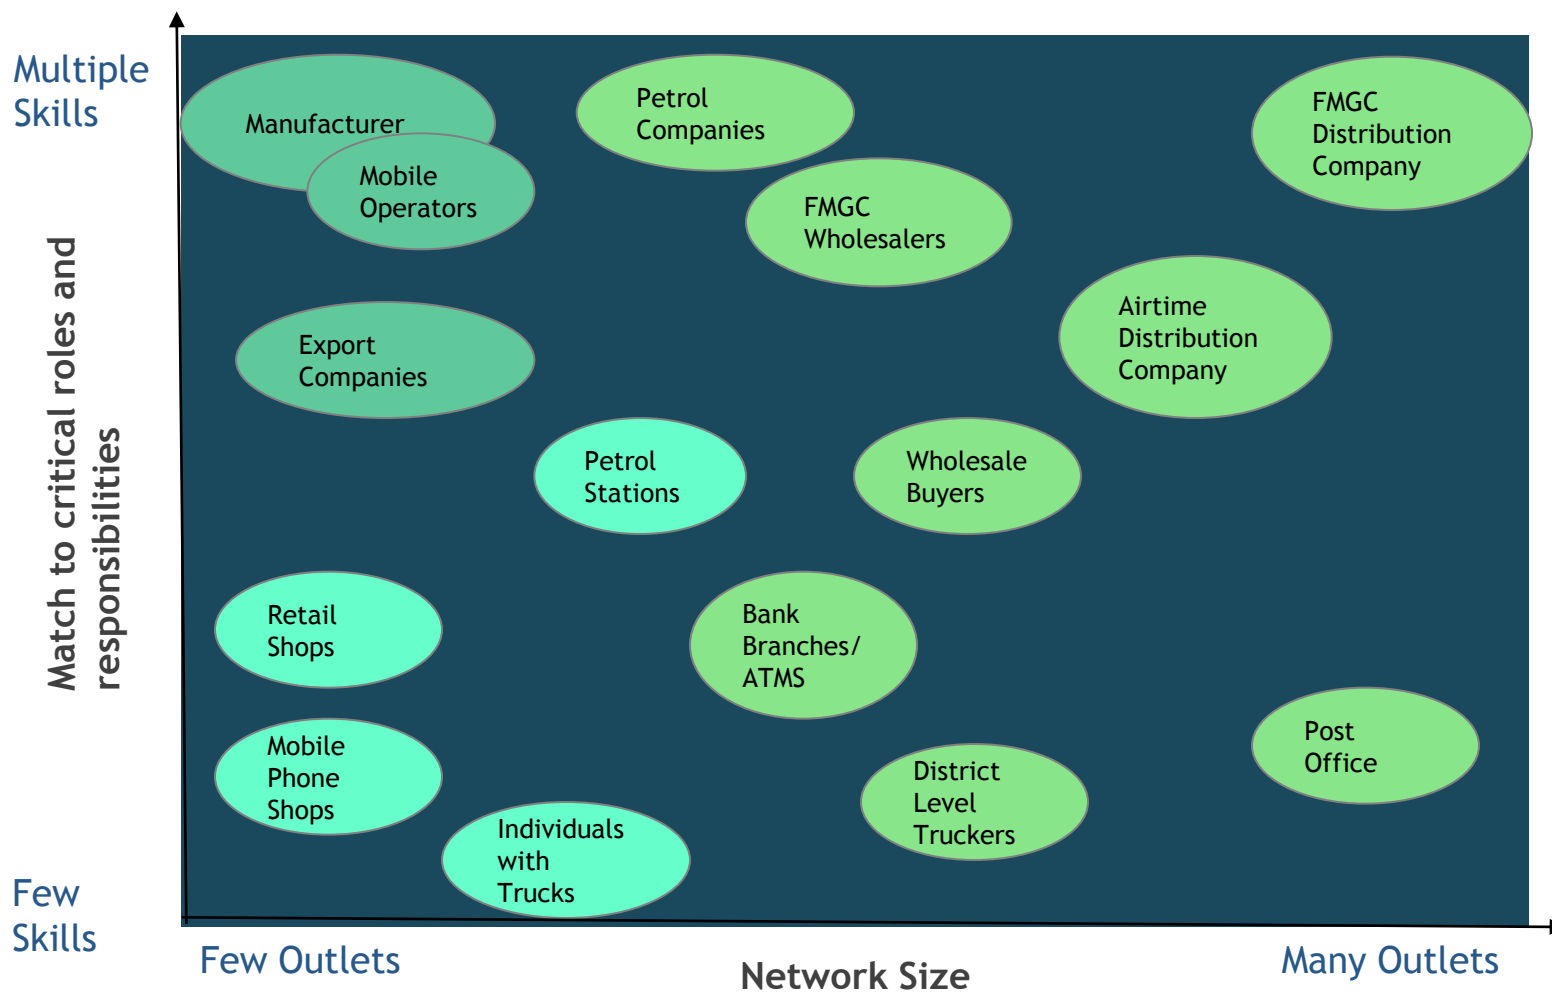 Multiple
Skills
Manufacturer
Mobile
Operators
Petrol
Companies
FMGC
Wholesalers
FMGC
Distribution
Company
Airtime
Distribution
Company
Export
Companies
Petrol
Stations
Wholesale
Buyers
Match to critical roles and
responsibilities
Retail
Shops
Bank
Branches/
ATMS
Mobile
Phone
Shops
Individuals
with
Trucks
District
Level
Truckers
Post
Office
Few
Skills
Few Outlets
Network Size
Many Outlets